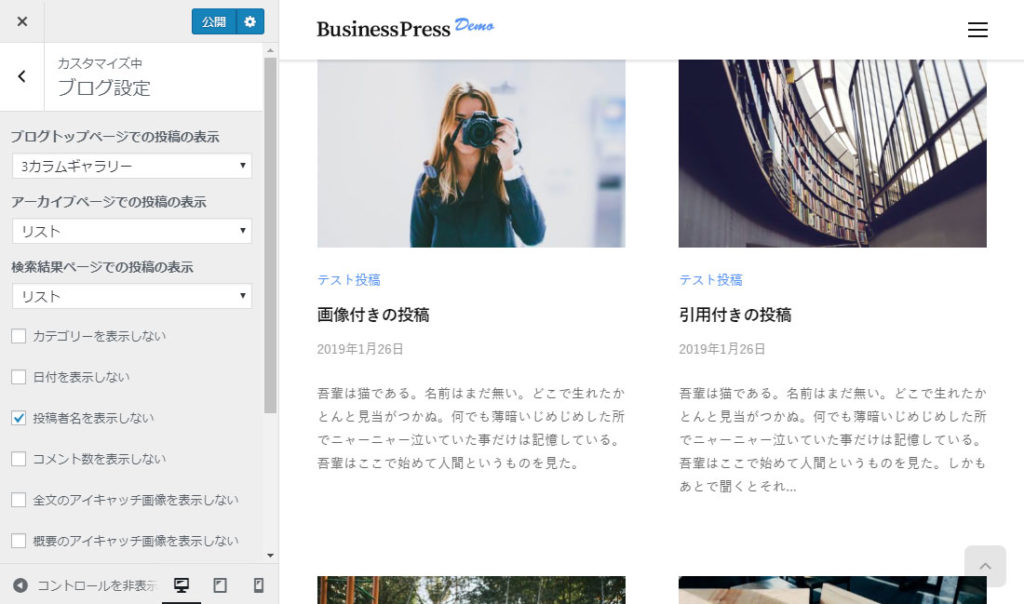 公開
カスタマイズ中
ブログ設定
ブログトップページでの投稿の表示
3カラムギャラリー
アーカイブページでの投稿の表示
リスト
検索結果ページでの投稿の表示
リスト
カテゴリーを表示しない
日付を表示しない
投稿者名を表示しない
コメント数を表示しない
全文のアイキャッチ画像を表示しない
概要のアイキャッチ画像を表示しない
コントロールを非表示
BusinessPress Demo
テスト投稿
画像付きの投稿
2019年1月26日
吾輩は猫である。名前はまだ無い。どこで生れたか
とんと見当がつかぬ。何でも薄暗いじめじめした所
でニャーニャー泣いていた事だけは記憶している。
吾輩はここで始めて人間というものを見た。
テスト投稿
引用付きの投稿
2019年1月26日
吾輩は猫である。名前はまだ無い。どこで生れたか
とんと見当がつかぬ。何でも薄暗いじめじめした所
でニャーニャー泣いていた事だけは記憶している。
吾輩はここで始めて人間というものを見た。しかも
あとで聞くとそれ...